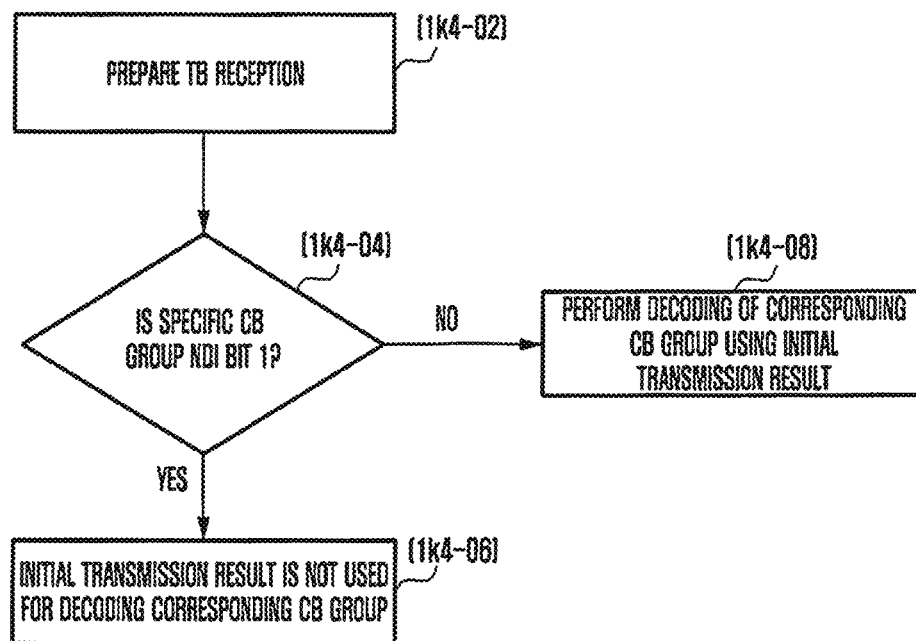 (1k4-02)
PREPARE TB RECEPTION
(1k4-04)
IS SPECIFIC CB
GROUP NDI BIT 1?
NO
(1k4-08)
PERFORM DECODING OF CORRESPONDING
CB GROUP USING INITIAL
TRANSMISSION RESULT
YES
(1k4-06)
INITIAL TRANSMISSION RESULT IS NOT USED
FOR DECODING CORRESPONDING CB GROUP